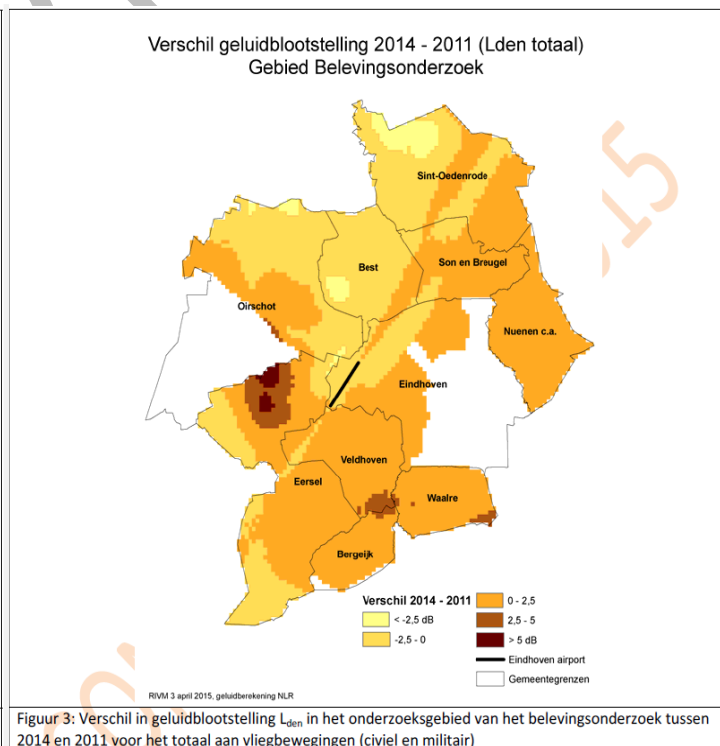 Verschil geluidblootstelling 2014 - 2011 (Lden totaal)
Gebied Belevingsonderzoek
Sint-Oedenrode
Best
Son en Breugel
Oirschot
Nuenen c.a.
Eindhoven
Veldhoven
Eersel
Waalre
Bergeijk
Verschil 2014 - 2011
< -2,5 dB
-2,5 - 0
0 - 2,5
2,5 - 5
> 5 dB
Eindhoven airport
Gemeentegrenzen
RIVM 3 april 2015, geluidberekening NLR
Figuur 3: Verschil in geluidblootstelling Lden in het onderzoeksgebied van het belevingsonderzoek tussen
2014 en 2011 voor het totaal aan vliegbewegingen (civiel en militair)